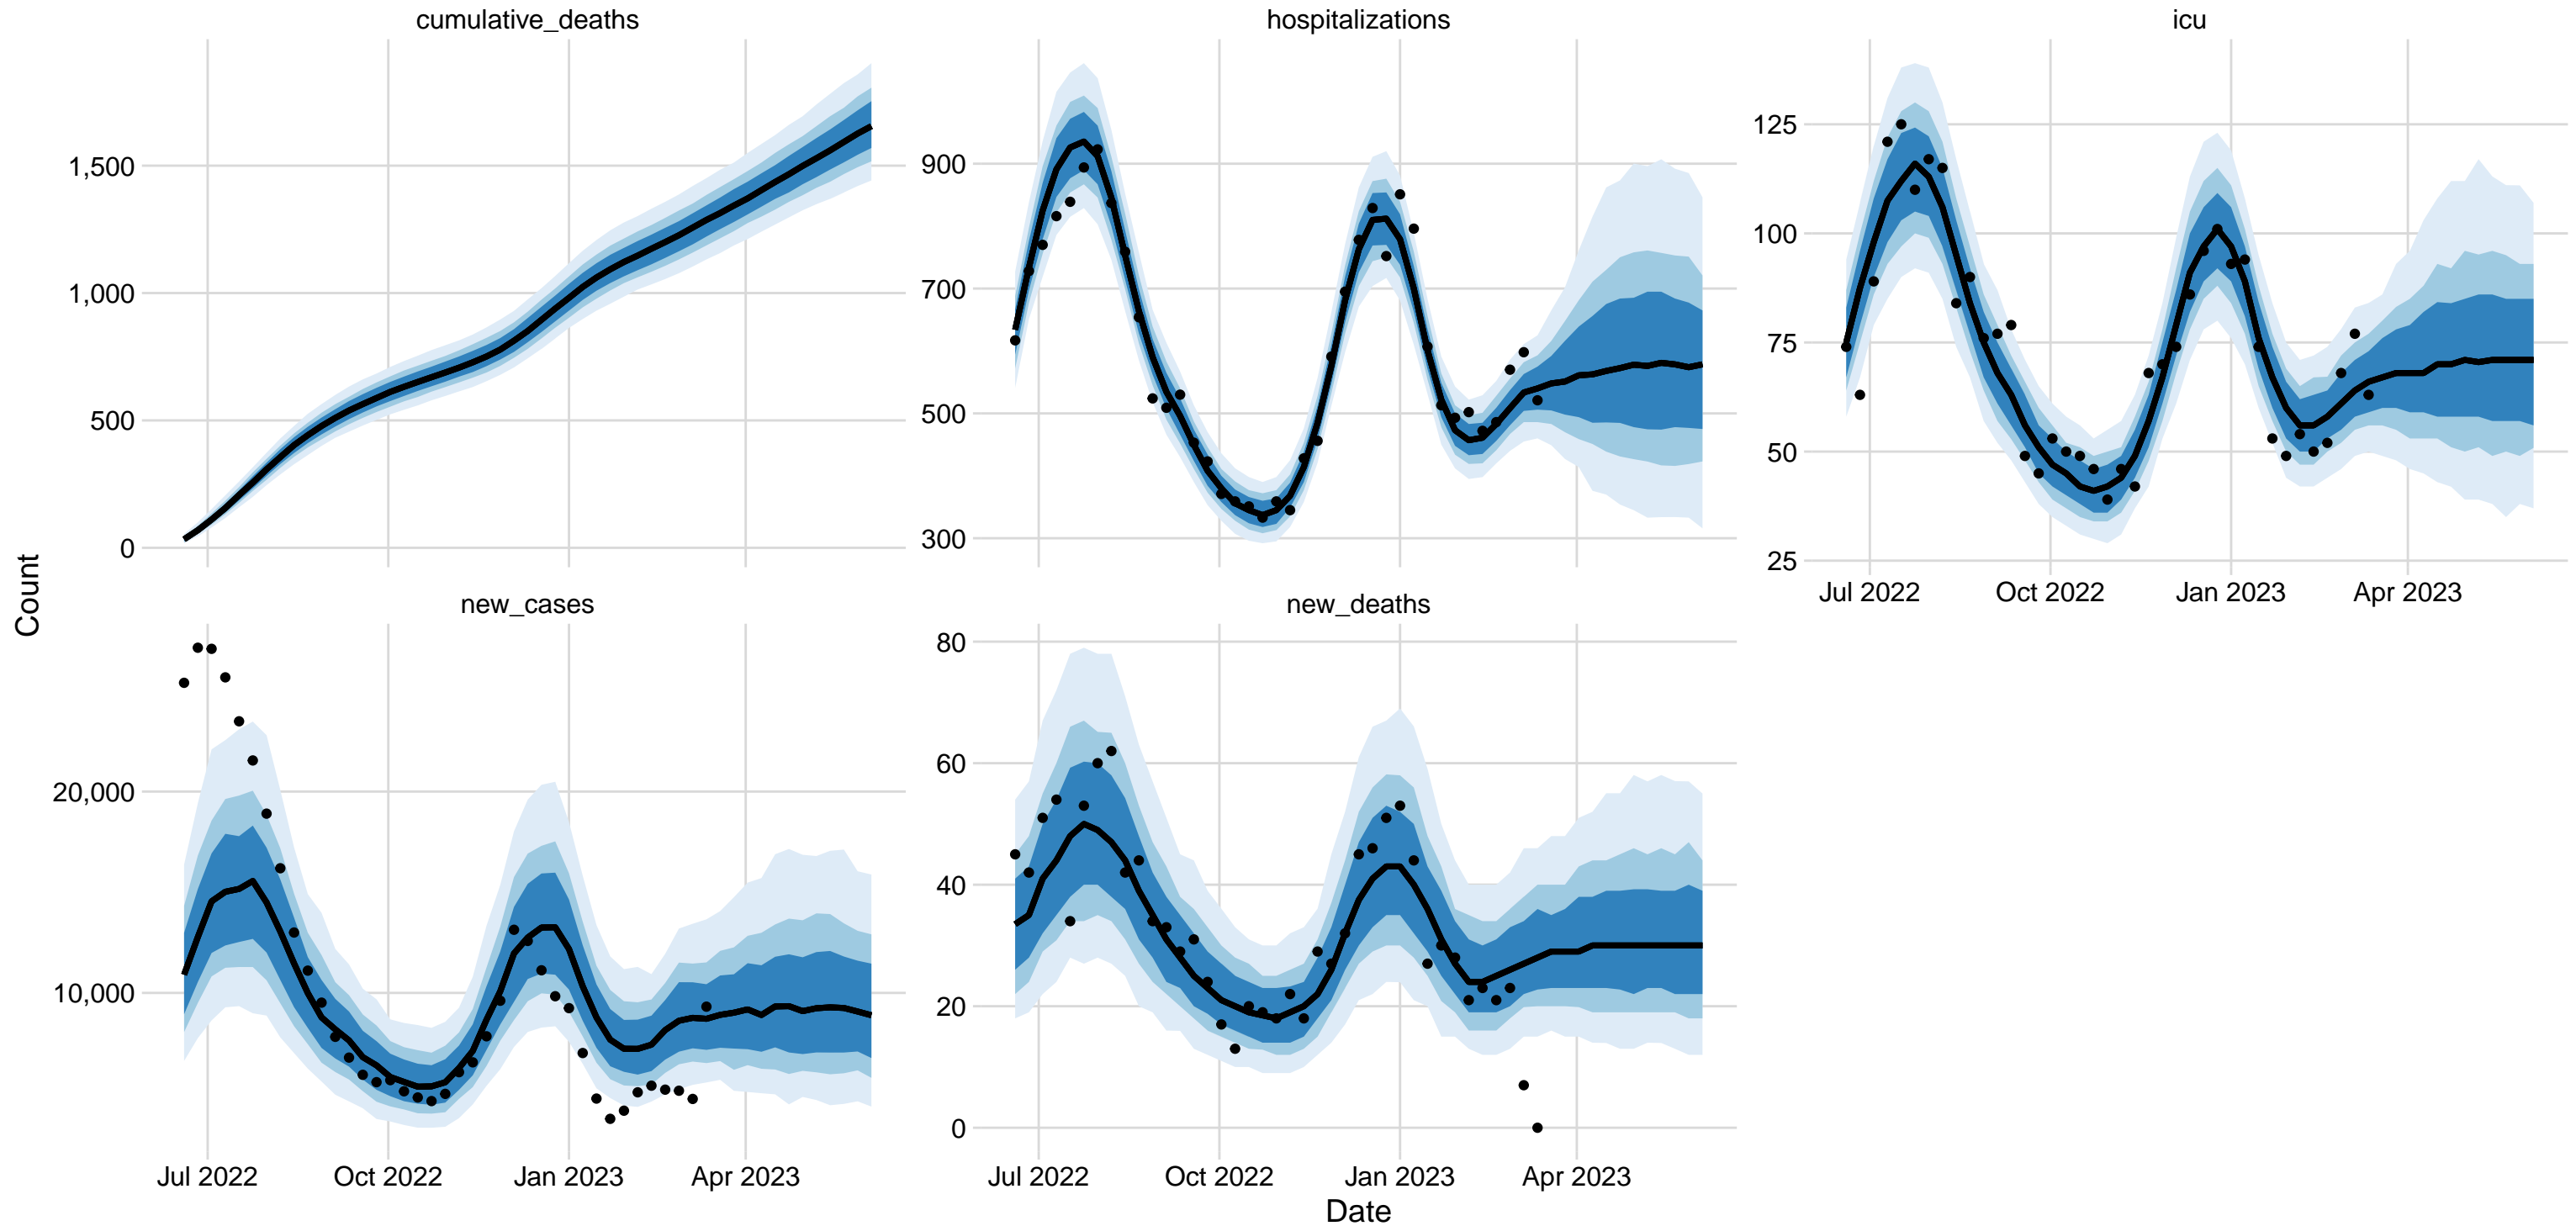 cumulative_deaths
hospitalizations
icu
1,500
1,000
500
0
900
700
500
300
125
100
75
50
25
Jul 2022 Oct 2022 Jan 2023 Apr 2023
Count
new_cases
new_deaths
20,000
10,000
80
60
40
20
0
Jul 2022 Oct 2022 Jan 2023 Apr 2023
Jul 2022 Oct 2022 Jan 2023 Apr 2023
Date